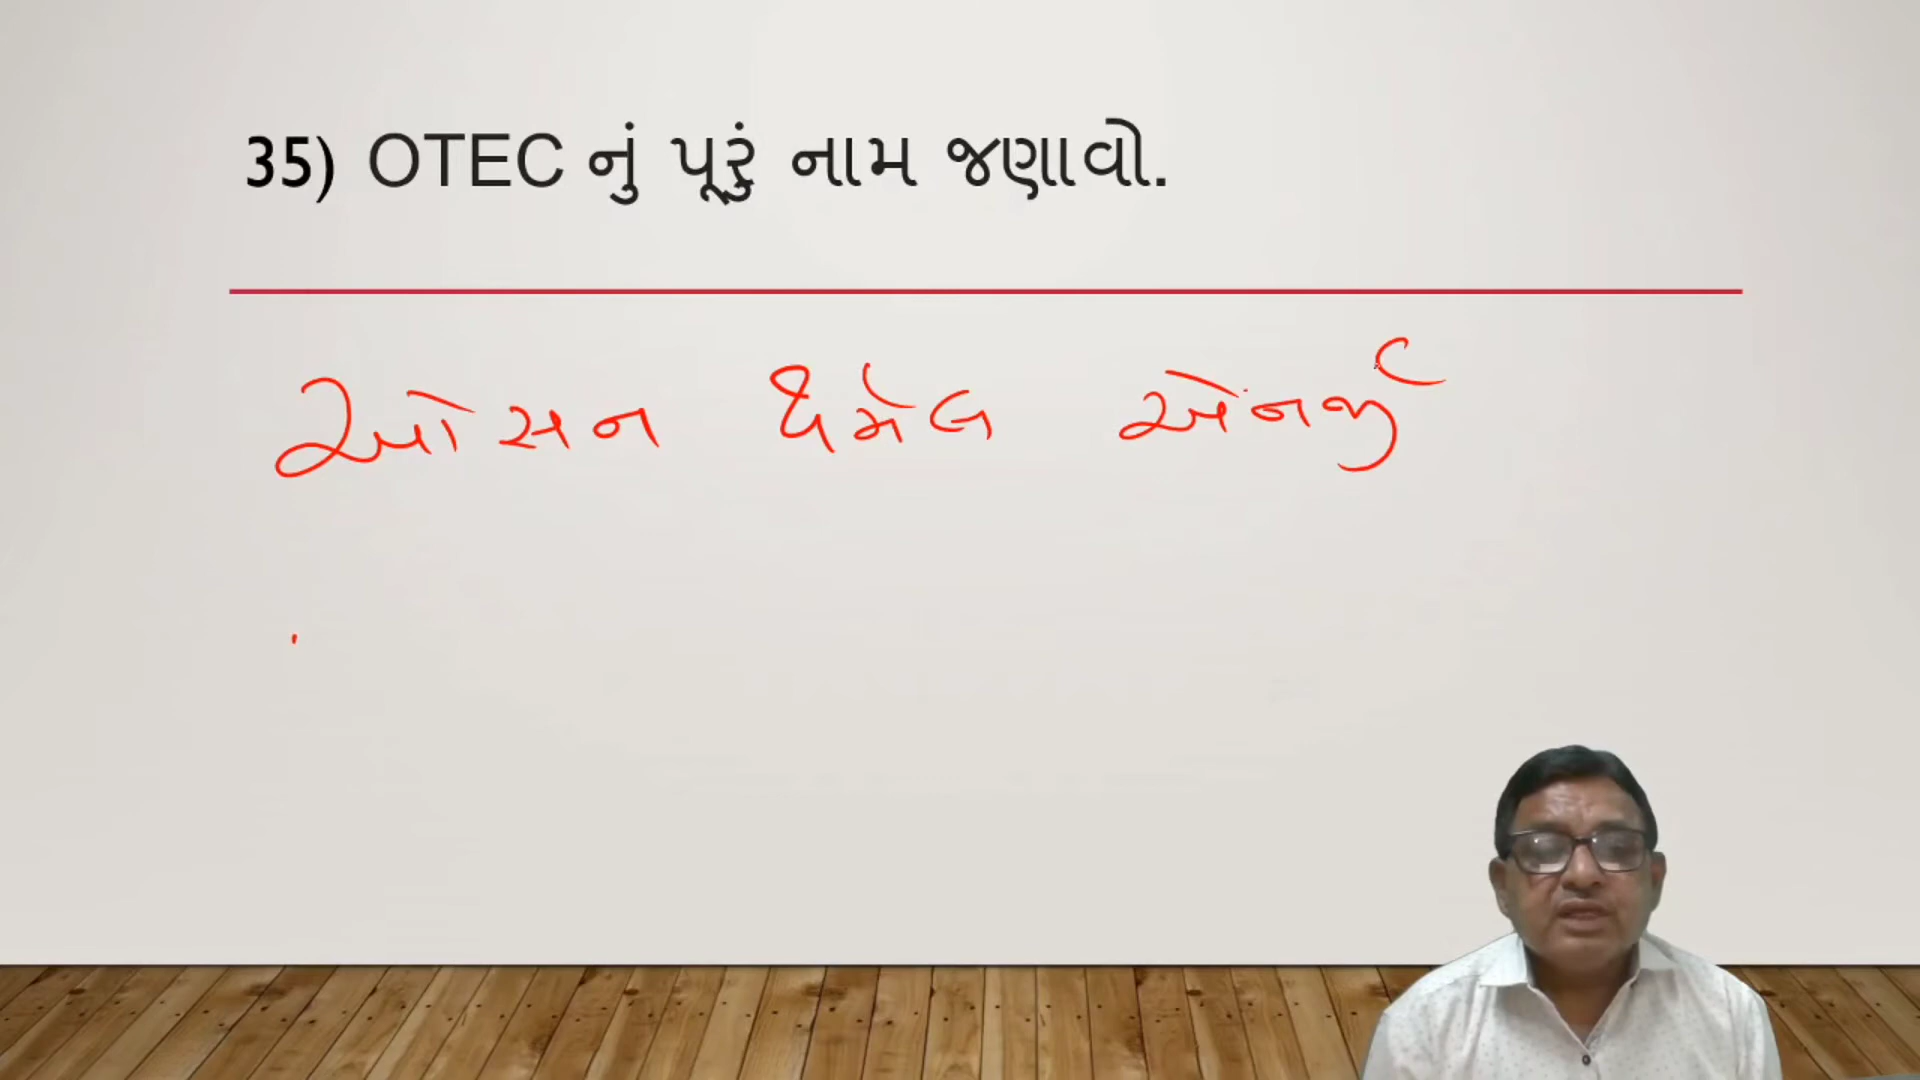 35) OTEC નું પૂરું નામ જણાવો.
ઓસન થર્મલ એનર્જી